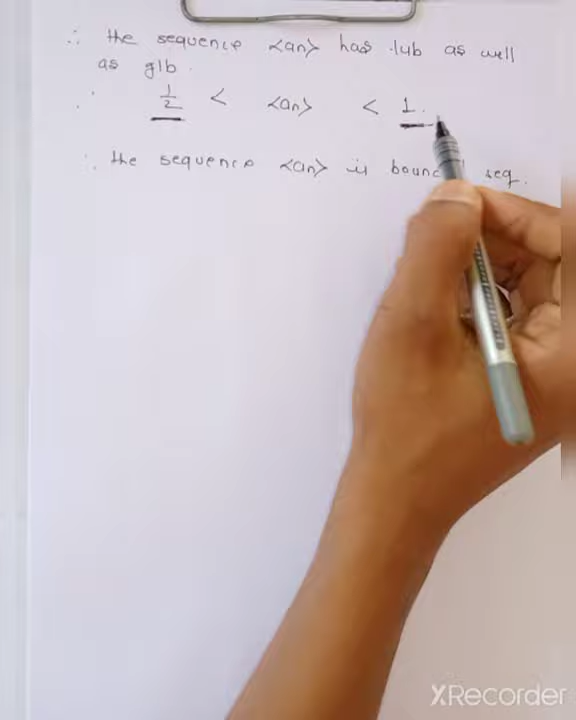 ∴ the sequence <an> has lub as well
as glb.
∴ 1/2 < <an> < 1.
∴ the sequence <an> is bound seq.
XRecorder